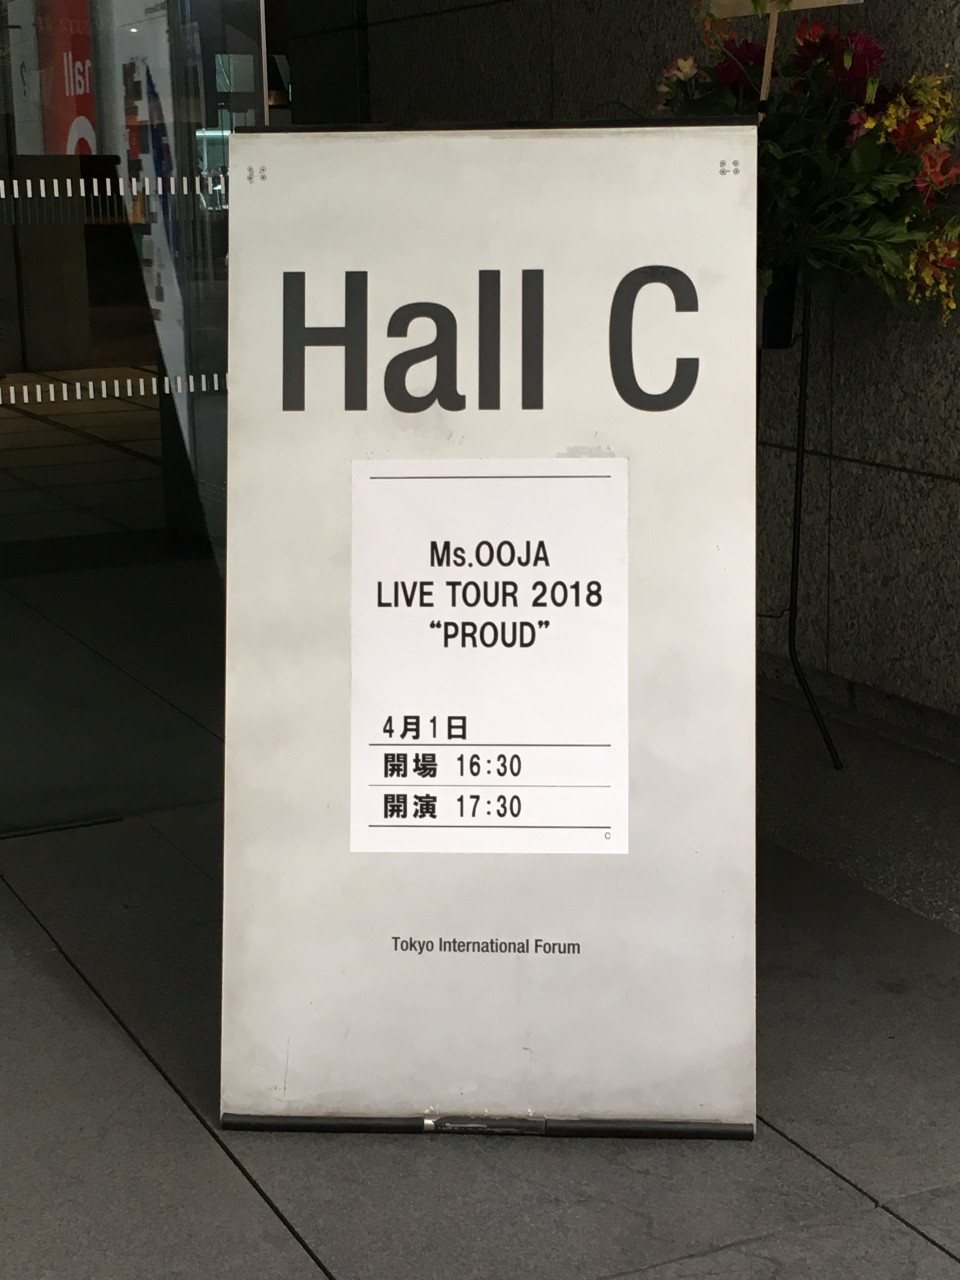 Hall C
Ms.OOJA
LIVE TOUR 2018
“PROUD”
4月1日
開場 16:30
開演 17:30
C
Tokyo International Forum